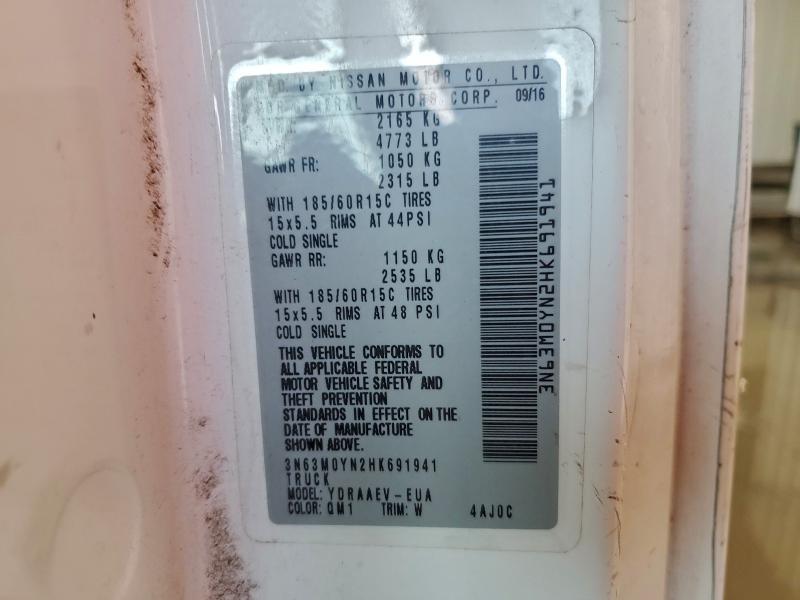 MFD. BY NISSAN MOTOR CO., LTD.
FOR GENERAL MOTORS CORP. 09/16
2165 KG
4773 LB
GAWR FR: 1050 KG
2315 LB
WITH 185/60R15C TIRES
15x5.5 RIMS AT 44PSI
COLD SINGLE
GAWR RR: 1150 KG
2535 LB
WITH 185/60R15C TIRES
15x5.5 RIMS AT 48 PSI
COLD SINGLE
THIS VEHICLE CONFORMS TO
ALL APPLICABLE FEDERAL
MOTOR VEHICLE SAFETY AND
THEFT PREVENTION
STANDARDS IN EFFECT ON THE
DATE OF MANUFACTURE
SHOWN ABOVE.
3N63M0YN2HK691941
TRUCK
MODEL: YDRAAEV-EUA
COLOR: QM1 TRIM: W 4AJ0C
3N63M0YN2HK691941